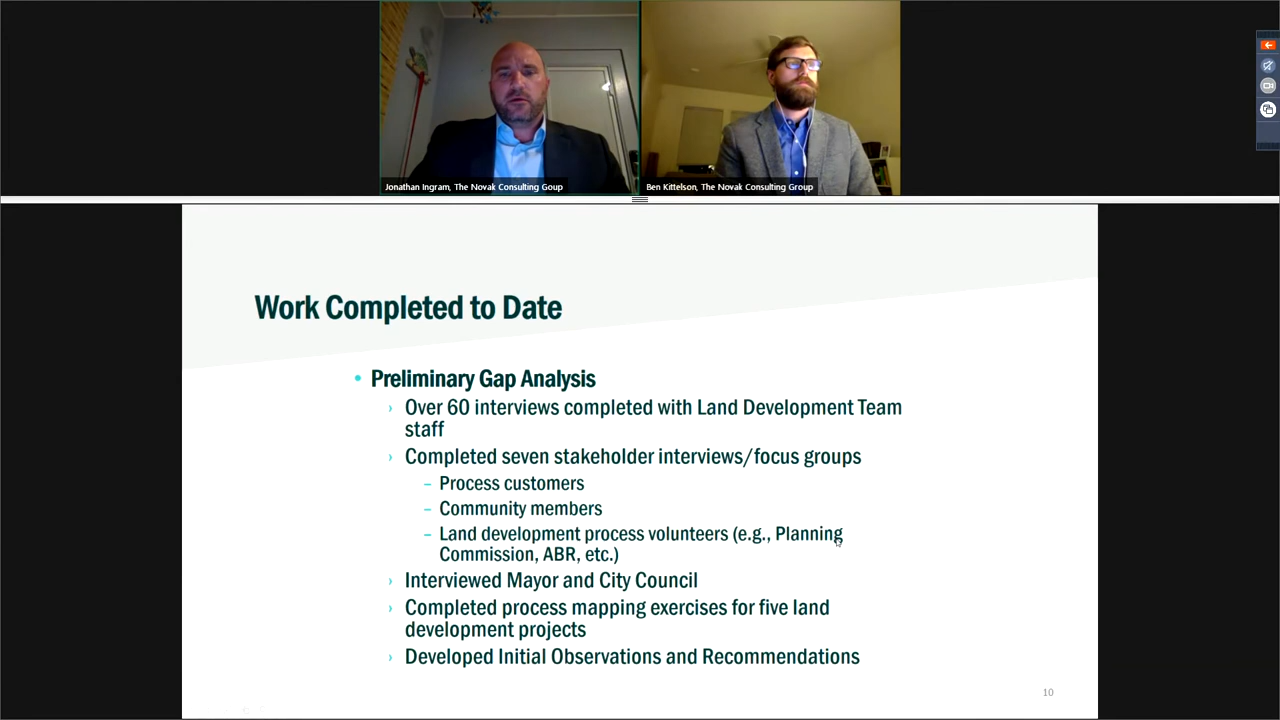 Jonathan Ingram, The Novak Consulting Goup
Ben Kittelson, The Novak Consulting Group
Work Completed to Date
• Preliminary Gap Analysis
› Over 60 interviews completed with Land Development Team
staff
› Completed seven stakeholder interviews/focus groups
– Process customers
– Community members
– Land development process volunteers (e.g., Planning
Commission, ABR, etc.)
› Interviewed Mayor and City Council
› Completed process mapping exercises for five land
development projects
› Developed Initial Observations and Recommendations
10